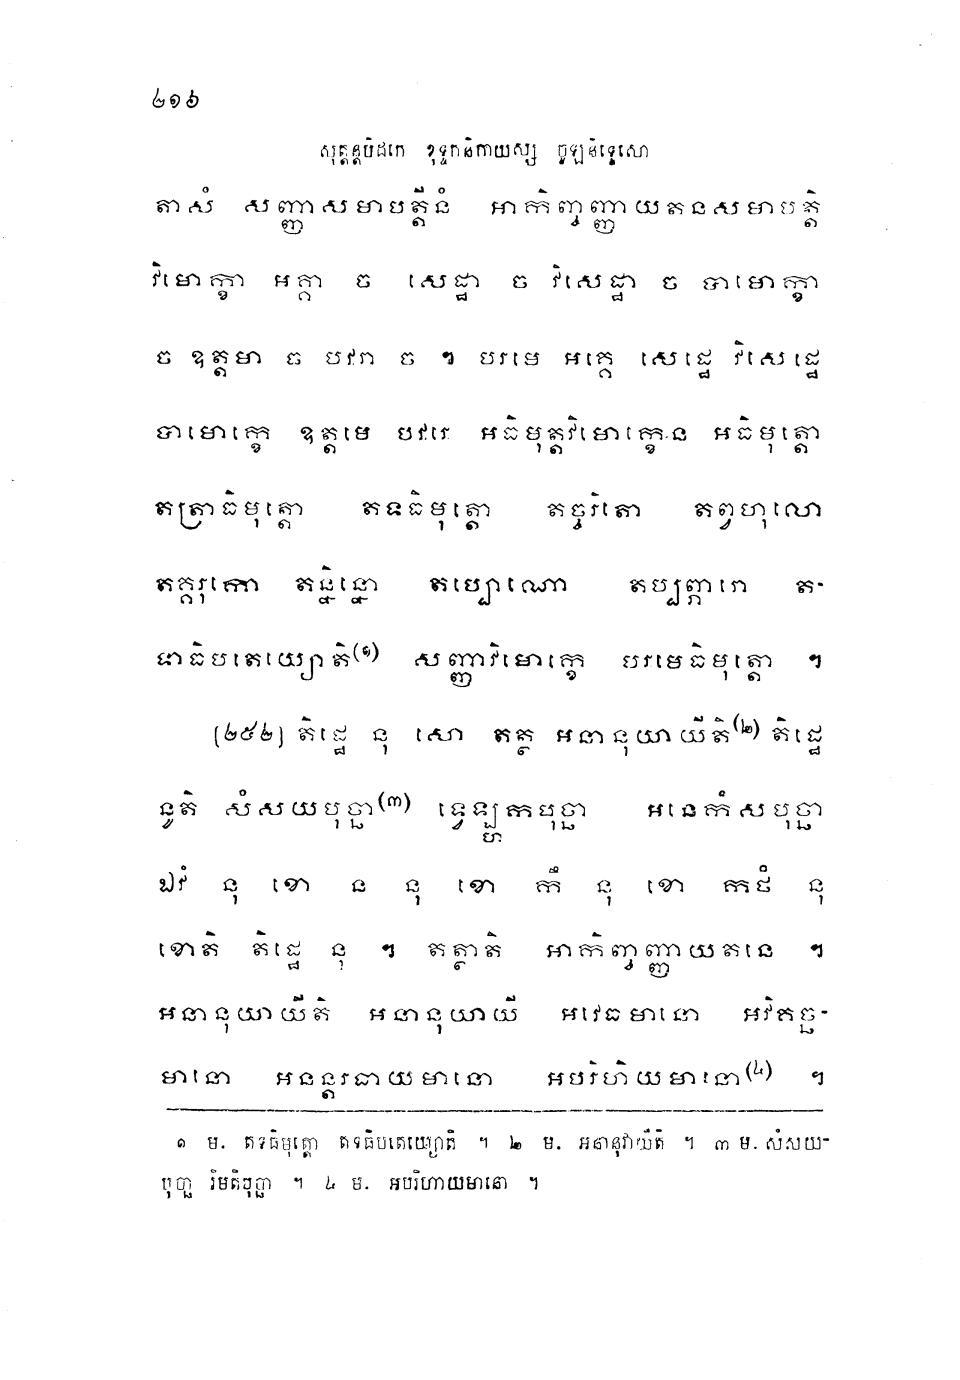 ២១៦
សុត្តន្តបិដកេ ខុទ្ទកនិកាយស្ស ចូឡនិទ្ទេសោ
តាសំ សញ្ញាសមាបត្តីនំ អាកិញ្ចញ្ញាយតនសមាបត្តិ
វិមោក្ខា អគ្គា ច សេដ្ឋា ច វិសេដ្ឋា ច បាមោក្ខា
ច ឧត្តមា ច បវរា ច ។ បរមេ អគ្គេ សេដ្ឋេ វិសេដ្ឋេ
បាមោក្ខេ ឧត្តមេ បវរេ អធិមុត្តវិមោក្ខេន អធិមុត្តោ
តត្រាធិមុត្តោ តទធិមុត្តោ តច្ចរិតោ តព្វហុលោ
តក្គរុកោ តន្និន្នោ តប្បោណោ តប្បព្ភារោ ត-
ទាធិបតេយ្យោតិ(១) សញ្ញាវិមោក្ខេ បរមេធិមុត្តោ ។
[២៥២] តិដ្ឋេ នុ សោ តត្ថ អនានុយាយីតិ(២) តិដ្ឋេ
នូតិ សំសយបុច្ឆា(៣) ទ្វេឡ្ហកបុច្ឆា អនេកំសបុច្ឆា
ឯវំ នុ ខោ ន នុ ខោ កឹ នុ ខោ កថំ នុ
ខោតិ តិដ្ឋេ នុ ។ តត្ថាតិ អាកិញ្ចញ្ញាយតនេ ។
អនានុយាយីតិ អនានុយាយី អវេធមានោ អវិគច្ឆ-
មានោ អនន្តរធាយមានោ អបរិហិយមានោ(៤) ។
១ ម. តទធិមុត្តោ តទធិបតេយ្យោតិ ។ ២ ម. អនានុវាយីតិ ។ ៣ ម. សំសយ-
បុច្ឆា វិមតិបុច្ឆា ។ ៤ ម. អបរិហាយមានោ ។